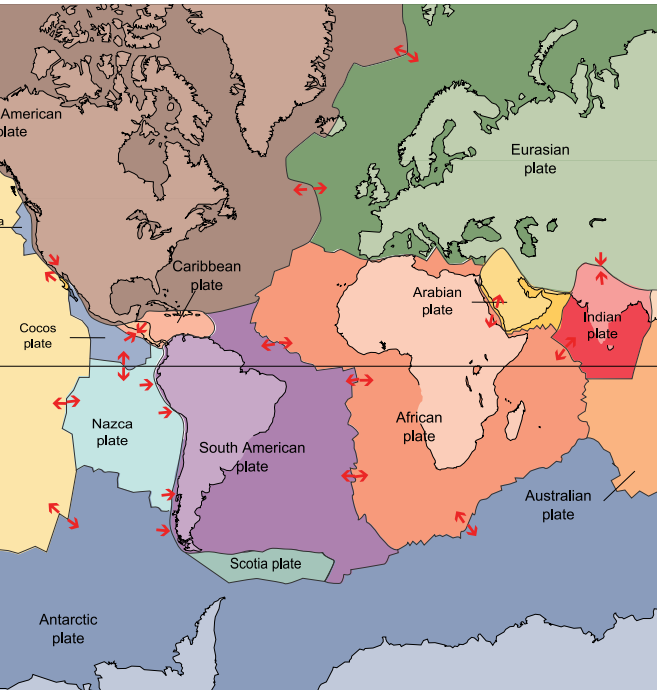 American
plate
Eurasian
plate
Caribbean
plate
Arabian
plate
Indian
plate
Cocos
plate
Nazca
plate
South American
plate
African
plate
Australian
plate
Scotia plate
Antarctic
plate